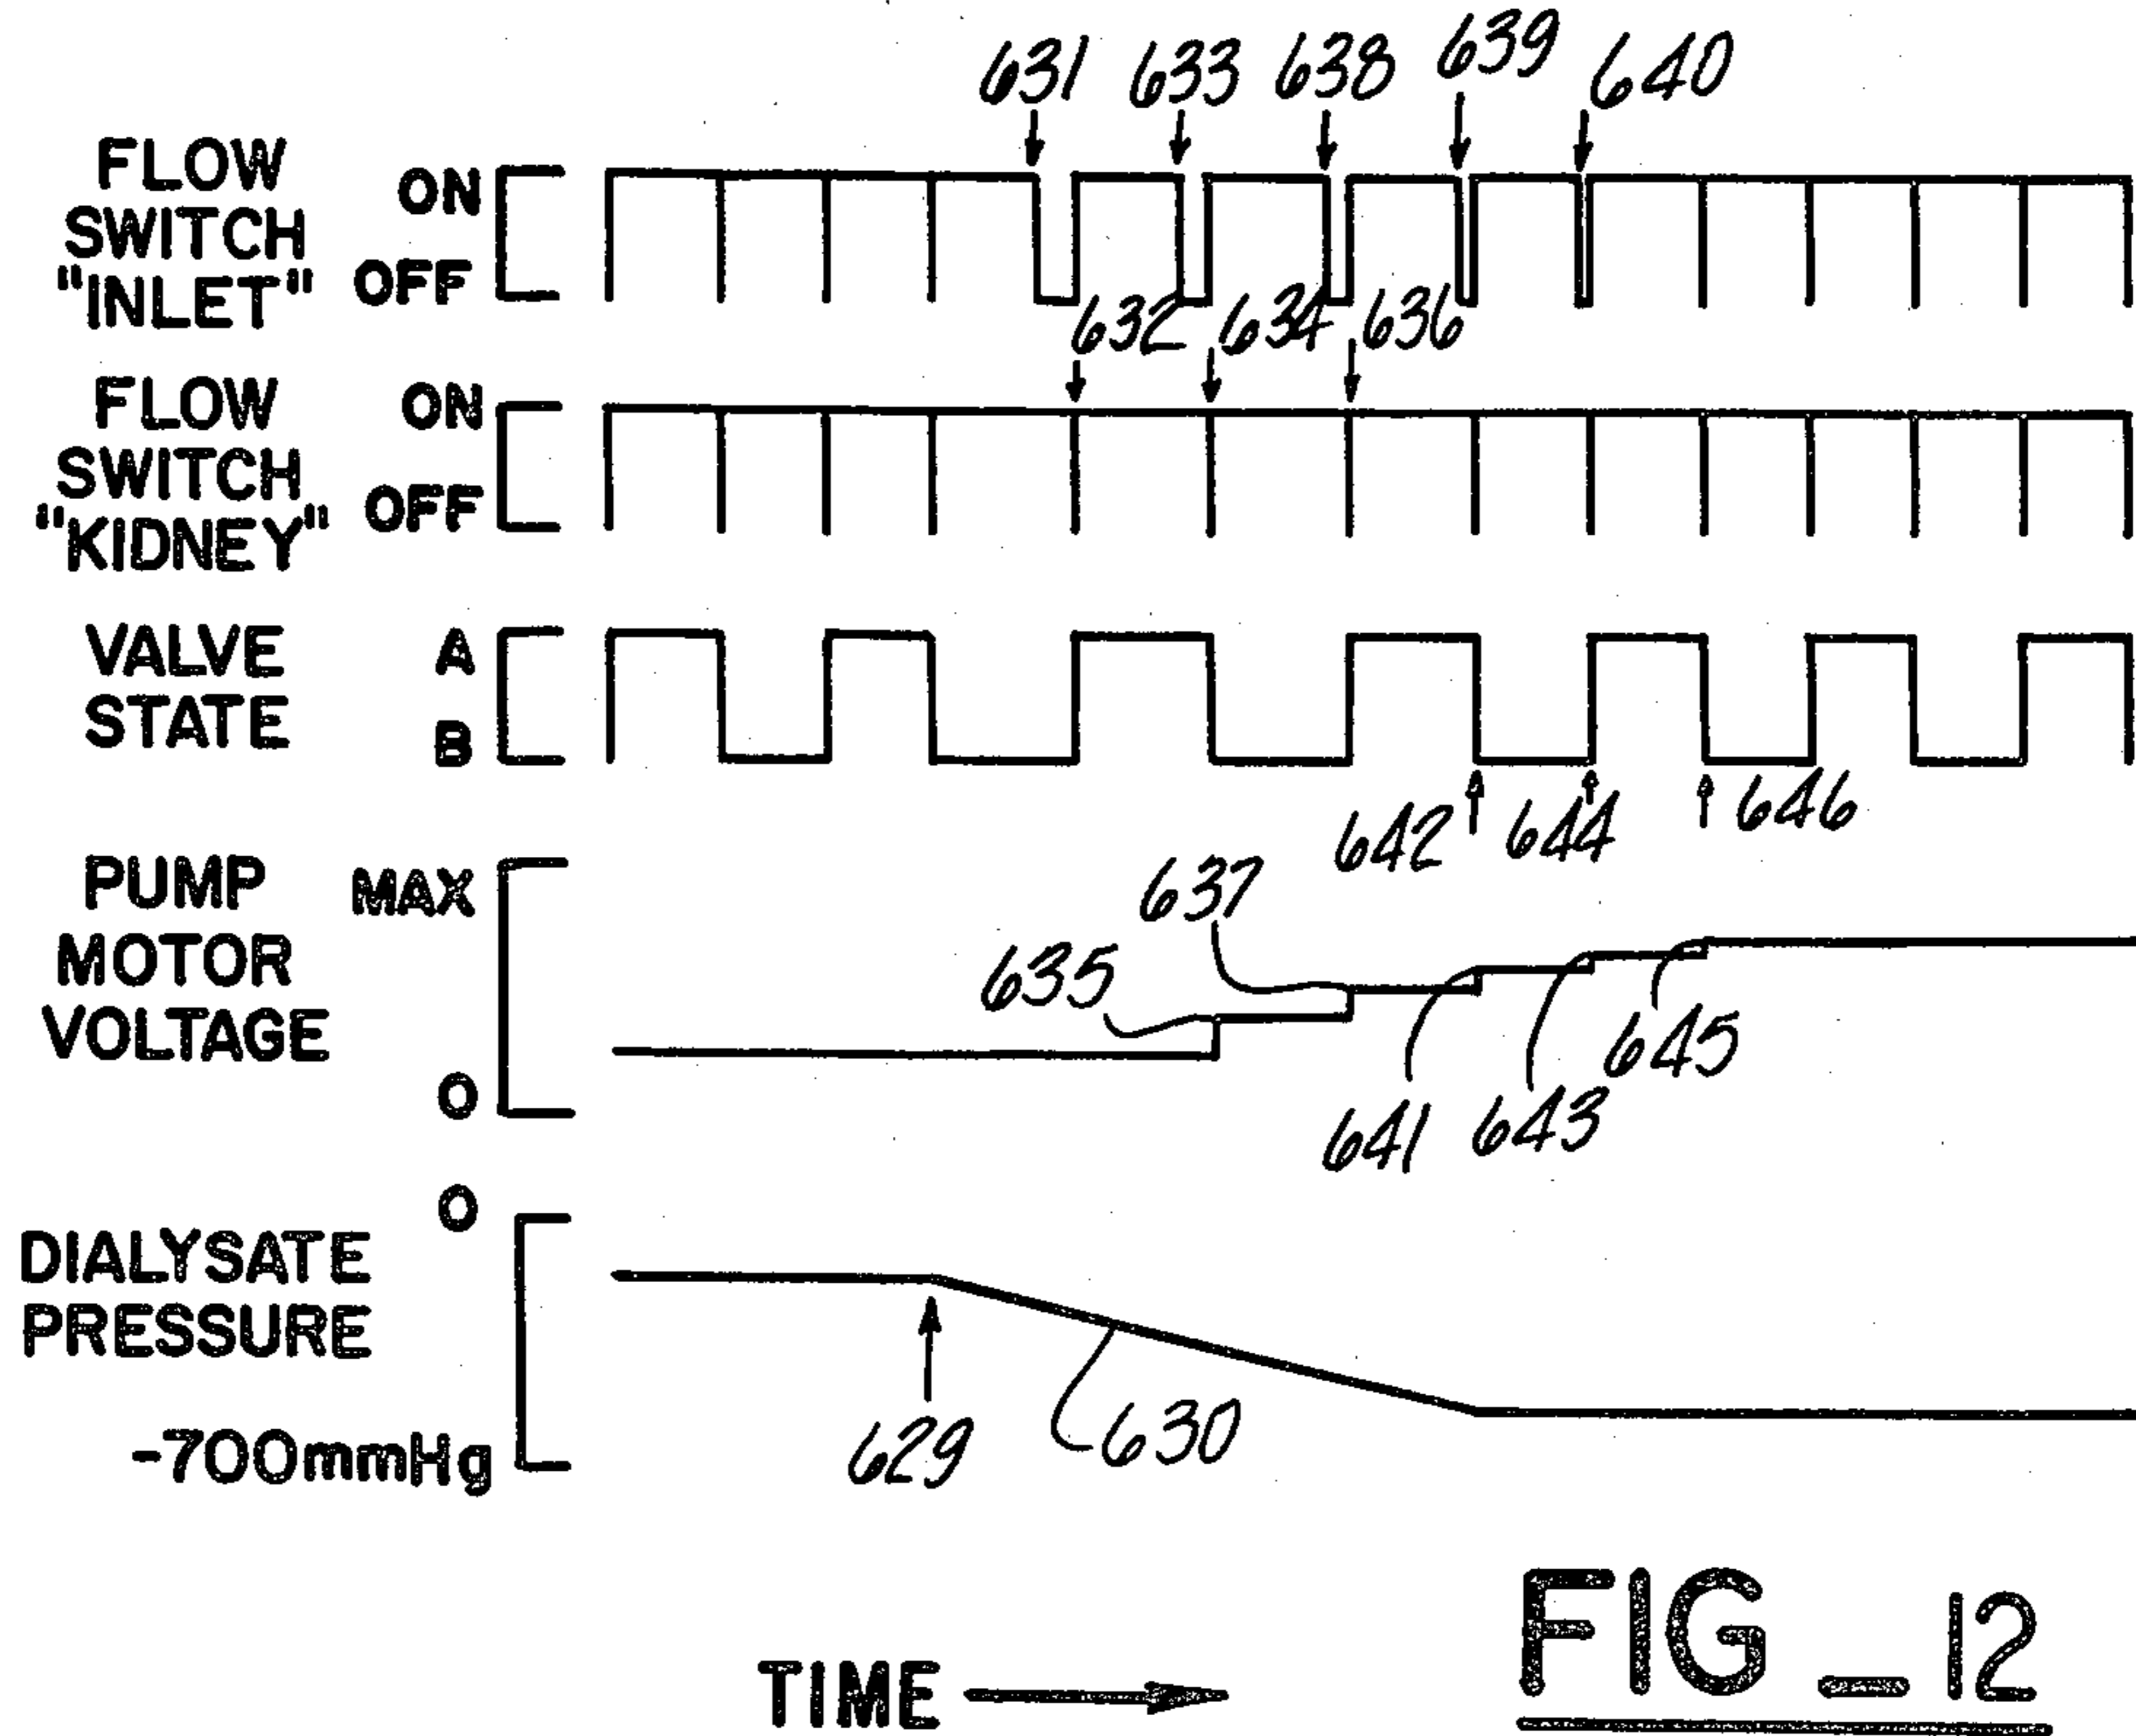 631 633 638 639 640
FLOW
SWITCH
"INLET"
ON
OFF
632 634 636
FLOW
SWITCH
"KIDNEY"
ON
OFF
VALVE
STATE
A
B
642 644 646
PUMP
MOTOR
VOLTAGE
MAX
O
637
635
641 643 645
DIALYSATE
PRESSURE
O
-700mmHg
629 630
TIME
FIG_12